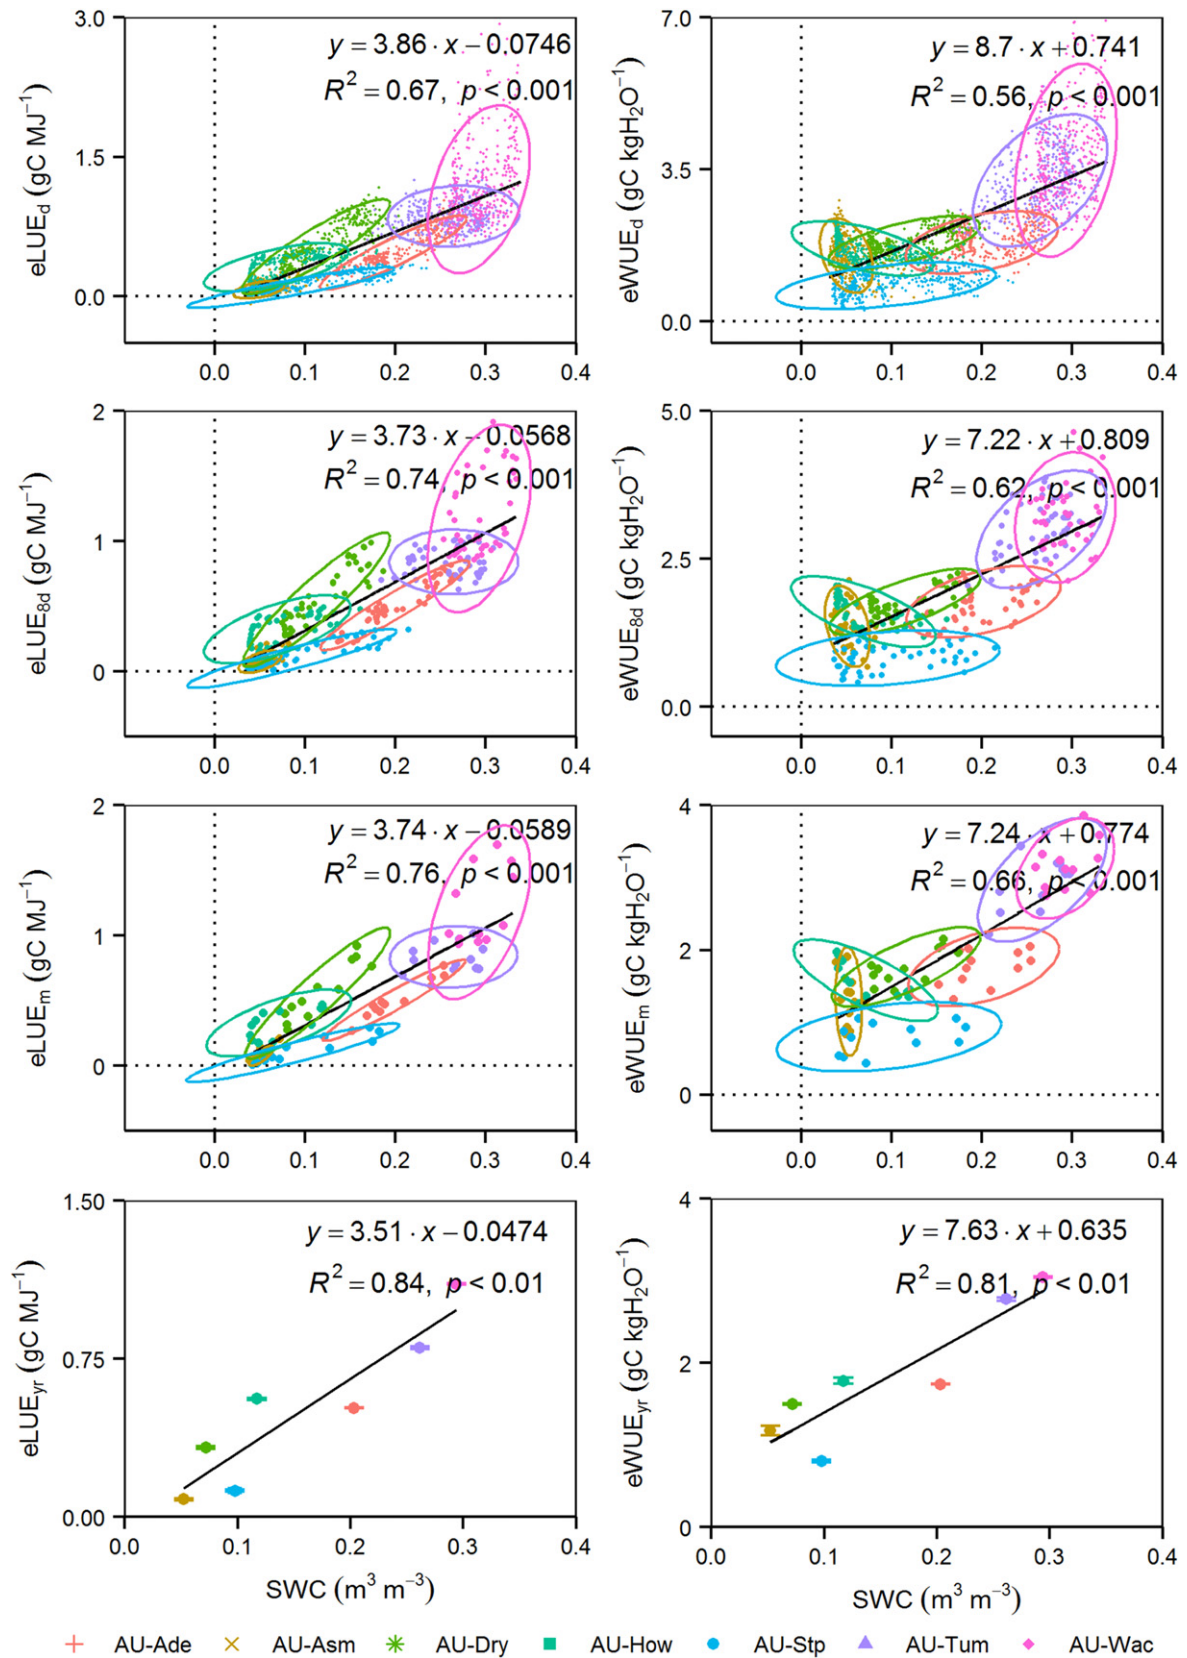 3.0
1.5
0.0
eLUEd (gC MJ−1)
y = 3.86 · x − 0.0746
R2 = 0.67, p < 0.001
0.0 0.1 0.2 0.3 0.4
7.0
3.5
0.0
eWUEd (gC kgH2O−1)
y = 8.7 · x + 0.741
R2 = 0.56, p < 0.001
0.0 0.1 0.2 0.3 0.4
2
1
0
eLUE8d (gC MJ−1)
y = 3.73 · x − 0.0568
R2 = 0.74, p < 0.001
0.0 0.1 0.2 0.3 0.4
5.0
2.5
0.0
eWUE8d (gC kgH2O−1)
y = 7.22 · x + 0.809
R2 = 0.62, p < 0.001
0.0 0.1 0.2 0.3 0.4
2
1
0
eLUEm (gC MJ−1)
y = 3.74 · x − 0.0589
R2 = 0.76, p < 0.001
0.0 0.1 0.2 0.3 0.4
4
2
0
eWUEm (gC kgH2O−1)
y = 7.24 · x + 0.774
R2 = 0.66, p < 0.001
0.0 0.1 0.2 0.3 0.4
1.50
0.75
0.00
eLUEyr (gC MJ−1)
y = 3.51 · x − 0.0474
R2 = 0.84, p < 0.01
0.0 0.1 0.2 0.3 0.4
SWC (m3 m−3)
4
2
0
eWUEyr (gC kgH2O−1)
y = 7.63 · x + 0.635
R2 = 0.81, p < 0.01
0.0 0.1 0.2 0.3 0.4
SWC (m3 m−3)
AU-Ade AU-Asm AU-Dry AU-How AU-Stp AU-Tum AU-Wac